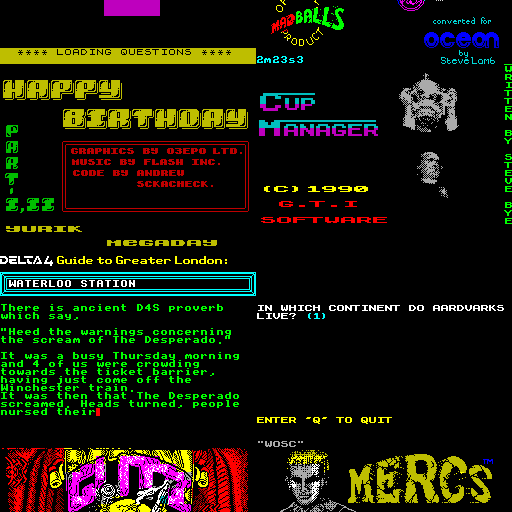 **** LOADING QUESTIONS ****
HAPPY
BIRTHDAY
PART.
I,II
GRAPHICS BY O3EPO LTD.
MUSIC BY FLASH INC.
CODE BY ANDREW
SCKACHECK.
YURIK
MEGADAY
DELTA 4 Guide to Greater London:
WATERLOO STATION
There is ancient D4S proverb
which say,
"Heed the warnings concerning
the scream of The Desperado."
It was a busy Thursday morning
and 4 of us were crowding
towards the ticket barrier,
having just come off the
Winchester train.
It was then that The Desperado
screamed. Heads turned, people
nursed their
MADBALLS
PRODUCT
converted for
ocean
by
Steve Lamb
2m23s3
CUP
MANAGER
(C) 1990
G.T.I
SOFTWARE
WRITTEN BY STEVE BYE
IN WHICH CONTINENT DO AARDVARKS
LIVE? (1)
ENTER "Q" TO QUIT
"WOSC"
MERCS
TM